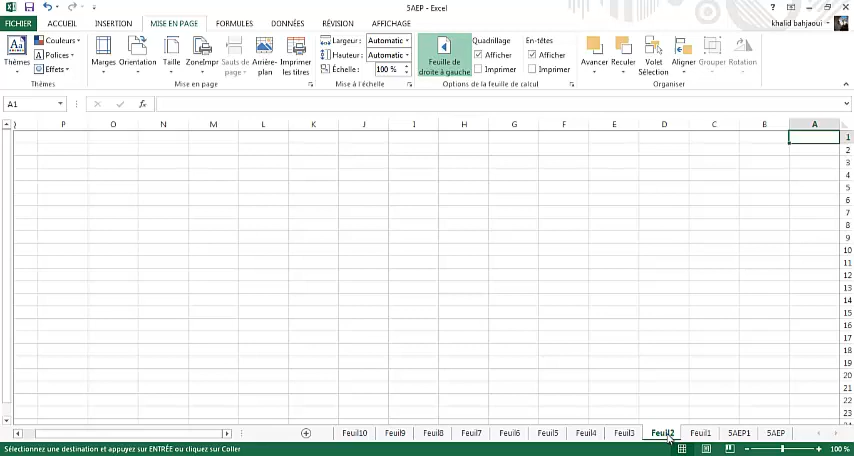 5AEP - Excel
khalid bahjaoui
FICHIER ACCUEIL INSERTION MISE EN PAGE FORMULES DONNÉES RÉVISION AFFICHAGE
Couleurs Largeur: Automatic Quadrillage En-têtes
Polices Hauteur: Automatic Afficher Afficher
Effets Échelle: 100 % Imprimer Imprimer
Thèmes Marges Orientation Taille ZoneImpr Sauts de page Arrière-plan Imprimer les titres Feuille de droite à gauche Avancer Reculer Volet Sélection Aligner Grouper Rotation
Thèmes Mise en page Mise à l'échelle Options de la feuille de calcul Organiser
A1 fx
P O N M L K J I H G F E D C B A
1
2
3
4
5
6
7
8
9
10
11
12
13
14
15
16
17
18
19
20
21
22
23
Feuil10 Feuil9 Feuil8 Feuil7 Feuil6 Feuil5 Feuil4 Feuil3 Feuil2 Feuil1 5AEP1 5AEP
Sélectionnez une destination et appuyez sur ENTRÉE ou cliquez sur Coller 100 %